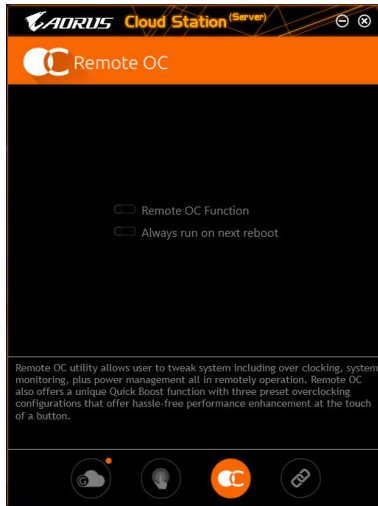 AORUS Cloud Station (Server)
Remote OC
Remote OC Function
Always run on next reboot
Remote OC utility allows user to tweak system including over clocking, system
monitoring, plus power management all in remotely operation. Remote OC
also offers a unique Quick Boost function with three preset overclocking
configurations that offer hassle-free performance enhancement at the touch
of a button.
G